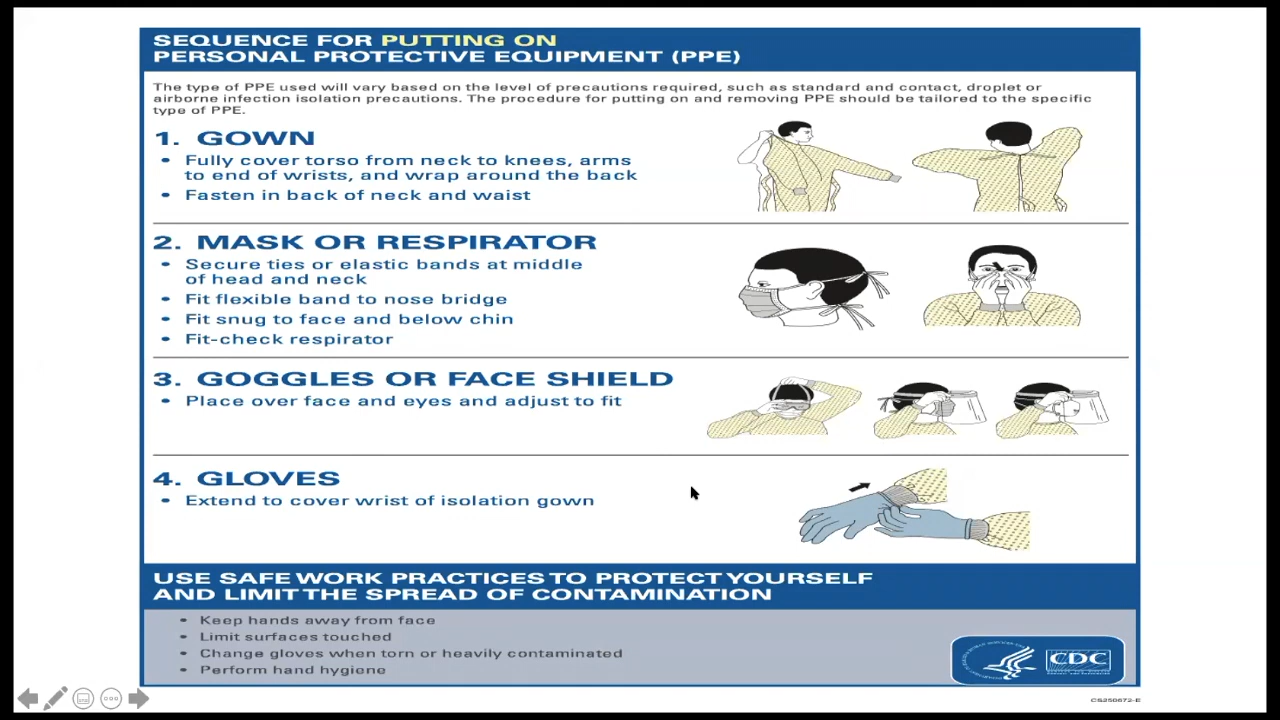 SEQUENCE FOR PUTTING ON
PERSONAL PROTECTIVE EQUIPMENT (PPE)
The type of PPE used will vary based on the level of precautions required, such as standard and contact, droplet or
airborne infection isolation precautions. The procedure for putting on and removing PPE should be tailored to the specific
type of PPE.
1. GOWN
• Fully cover torso from neck to knees, arms
to end of wrists, and wrap around the back
• Fasten in back of neck and waist
2. MASK OR RESPIRATOR
• Secure ties or elastic bands at middle
of head and neck
• Fit flexible band to nose bridge
• Fit snug to face and below chin
• Fit-check respirator
3. GOGGLES OR FACE SHIELD
• Place over face and eyes and adjust to fit
4. GLOVES
• Extend to cover wrist of isolation gown
USE SAFE WORK PRACTICES TO PROTECT YOURSELF
AND LIMIT THE SPREAD OF CONTAMINATION
• Keep hands away from face
• Limit surfaces touched
• Change gloves when torn or heavily contaminated
• Perform hand hygiene
CDC
CS250672-E